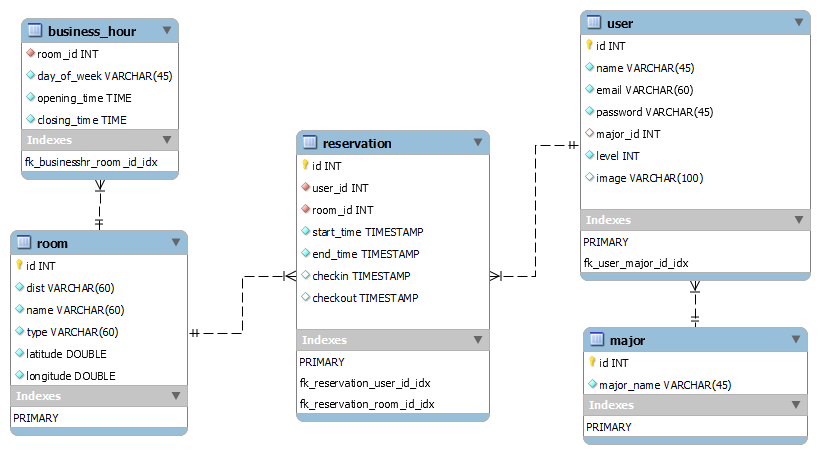 business_hour
room_id INT
day_of_week VARCHAR(45)
opening_time TIME
closing_time TIME
Indexes
fk_businesshr_room_id_idx
room
id INT
dist VARCHAR(60)
name VARCHAR(60)
type VARCHAR(60)
latitude DOUBLE
longitude DOUBLE
Indexes
PRIMARY
reservation
id INT
user_id INT
room_id INT
start_time TIMESTAMP
end_time TIMESTAMP
checkin TIMESTAMP
checkout TIMESTAMP
Indexes
PRIMARY
fk_reservation_user_id_idx
fk_reservation_room_id_idx
user
id INT
name VARCHAR(45)
email VARCHAR(60)
password VARCHAR(45)
major_id INT
level INT
image VARCHAR(100)
Indexes
PRIMARY
fk_user_major_id_idx
major
id INT
major_name VARCHAR(45)
Indexes
PRIMARY